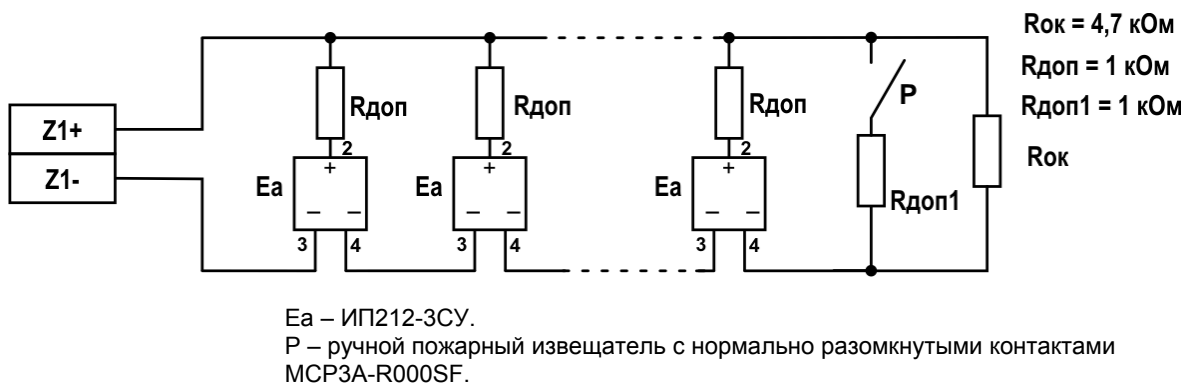 Rок = 4,7 кОм
Rдоп = 1 кОм
Rдоп1 = 1 кОм
Z1+
Z1-
Rдоп
Rдоп
Rдоп
P
Rок
Rдоп1
2
2
2
+
+
+
Ea
Ea
Ea
– –
– –
– –
3 4
3 4
3 4
Ea – ИП212-3СУ.
P – ручной пожарный извещатель с нормально разомкнутыми контактами
MCP3A-R000SF.